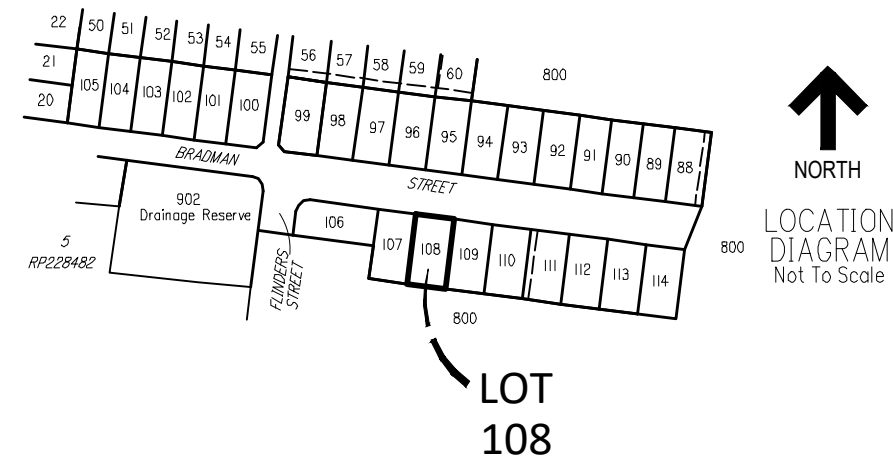 22 50 51 52 53 54 55 56 57 58 59 60 800
21
20
105 104 103 102 101 100 99 98 97 96 95 94 93 92 91 90 89 88
BRADMAN STREET
NORTH
LOCATION
DIAGRAM
Not To Scale
902
Drainage Reserve
5
RP228482
FLINDERS
STREET
106 107 108 109 110 111 112 113 114 800
800
LOT
108